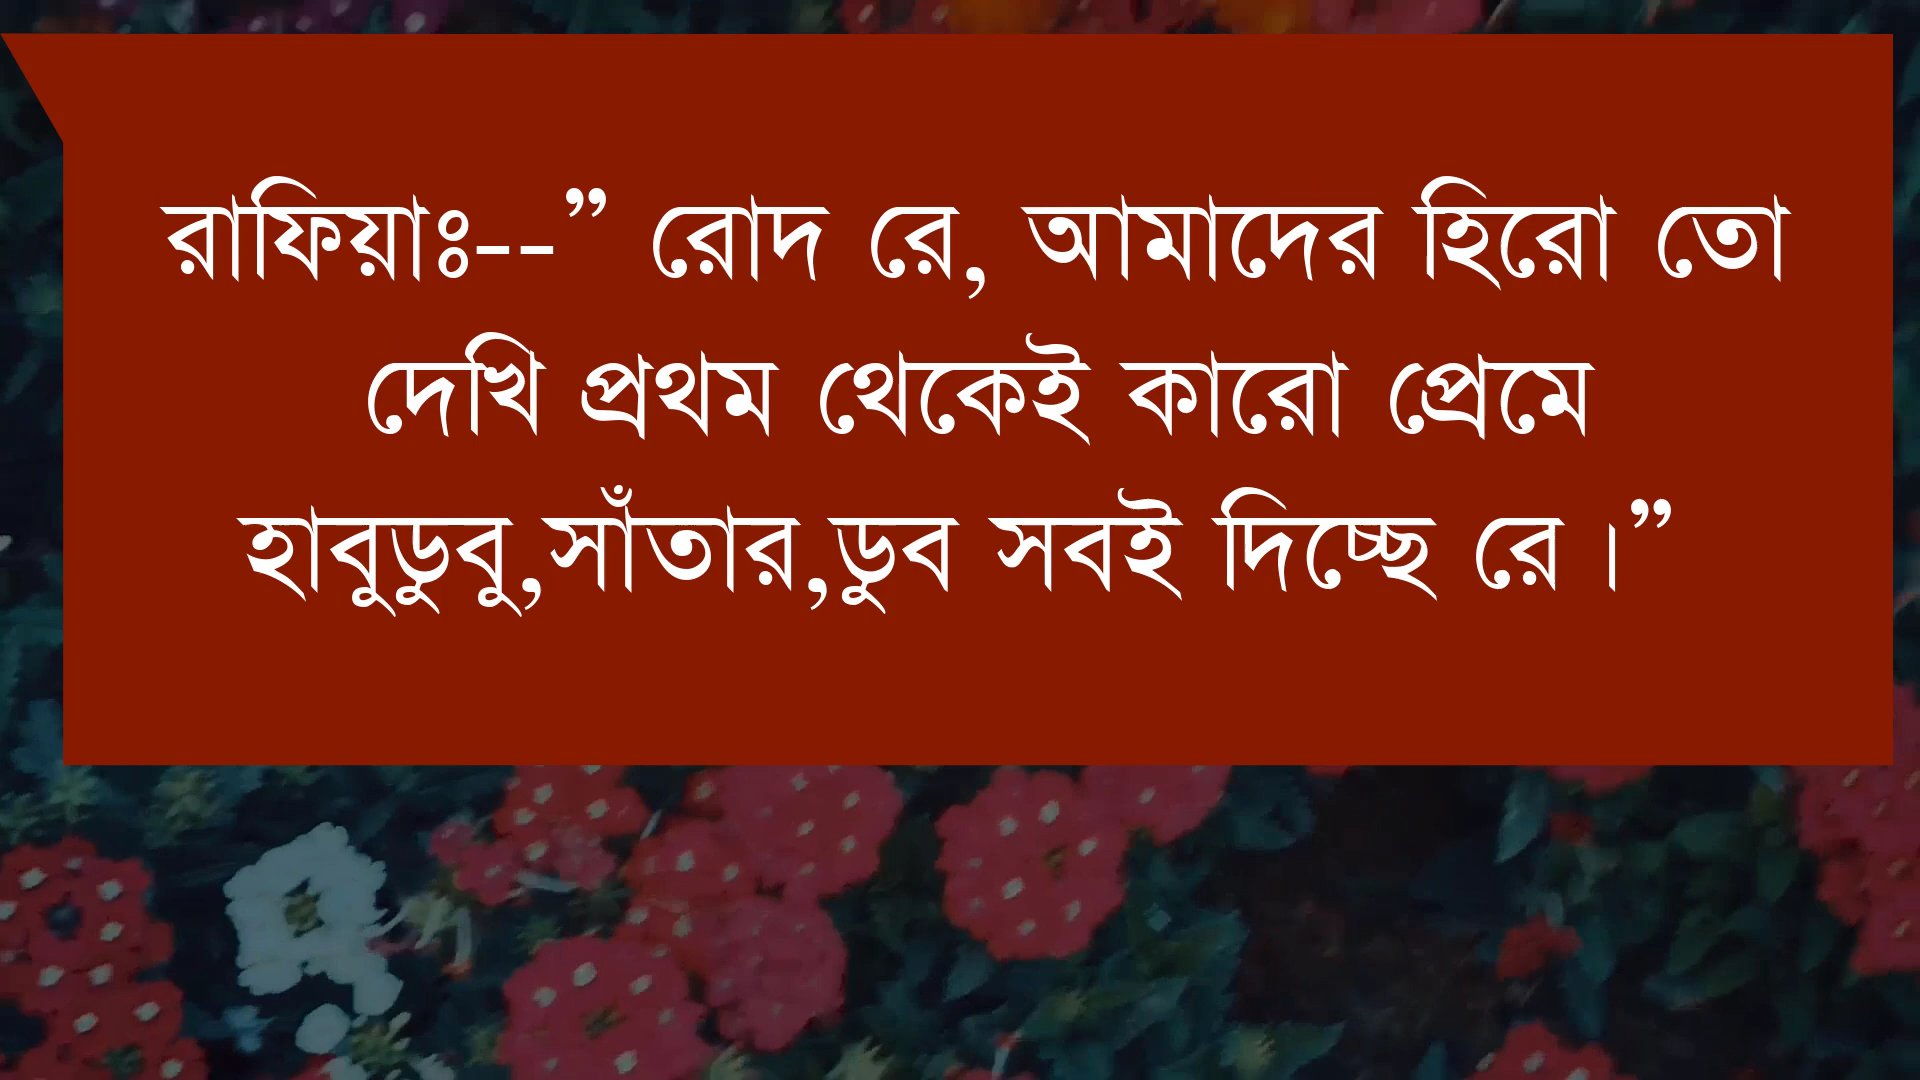 রাফিয়াঃ--” রোদ রে, আমাদের হিরো তো
দেখি প্রথম থেকেই কারো প্রেমে
হাবুডুবু,সাঁতার,ডুব সবই দিচ্ছে রে।”